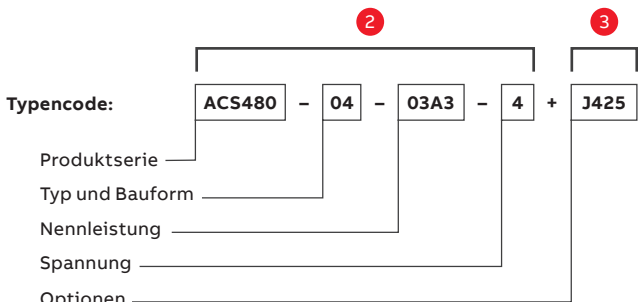 2 3
Typencode: ACS480 – 04 – 03A3 – 4 + J425
Produktserie
Typ und Bauform
Nennleistung
Spannung
Optionen